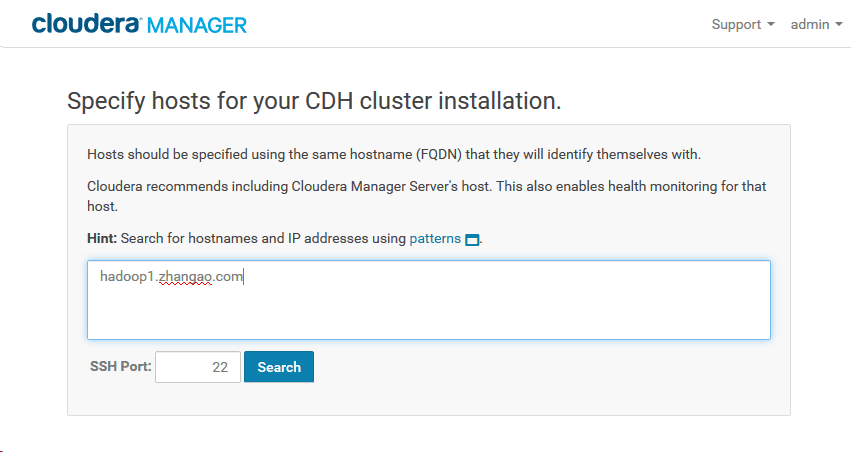 cloudera MANAGER
Support admin
Specify hosts for your CDH cluster installation.
Hosts should be specified using the same hostname (FQDN) that they will identify themselves with.
Cloudera recommends including Cloudera Manager Server's host. This also enables health monitoring for that
host.
Hint: Search for hostnames and IP addresses using patterns.
hadoop1.zhangao.com
SSH Port: 22 Search